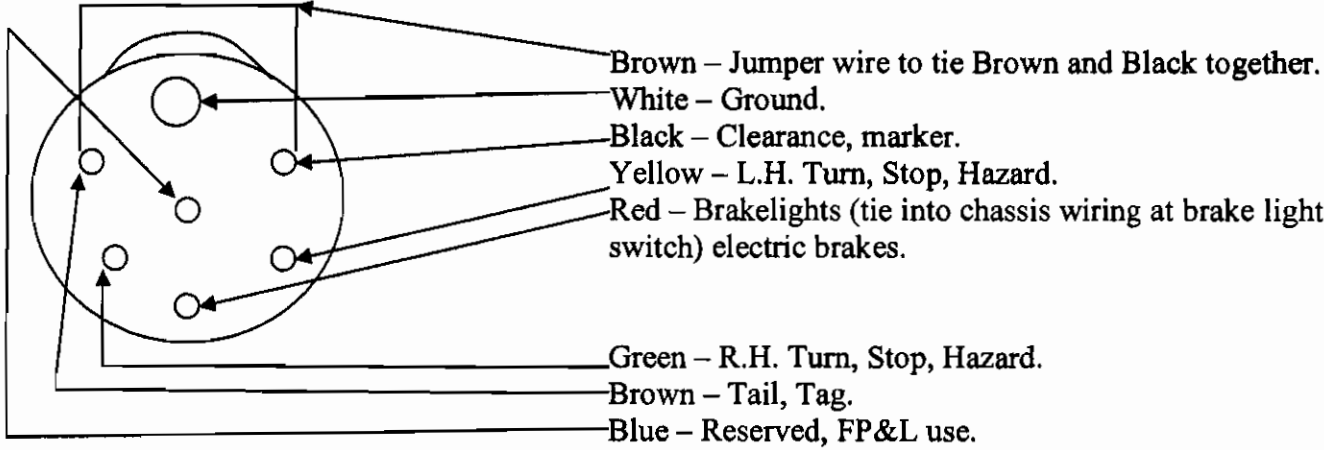 Brown – Jumper wire to tie Brown and Black together.
White – Ground.
Black – Clearance, marker.
Yellow – L.H. Turn, Stop, Hazard.
Red – Brakelights (tie into chassis wiring at brake light
switch) electric brakes.
Green – R.H. Turn, Stop, Hazard.
Brown – Tail, Tag.
Blue – Reserved, FP&L use.